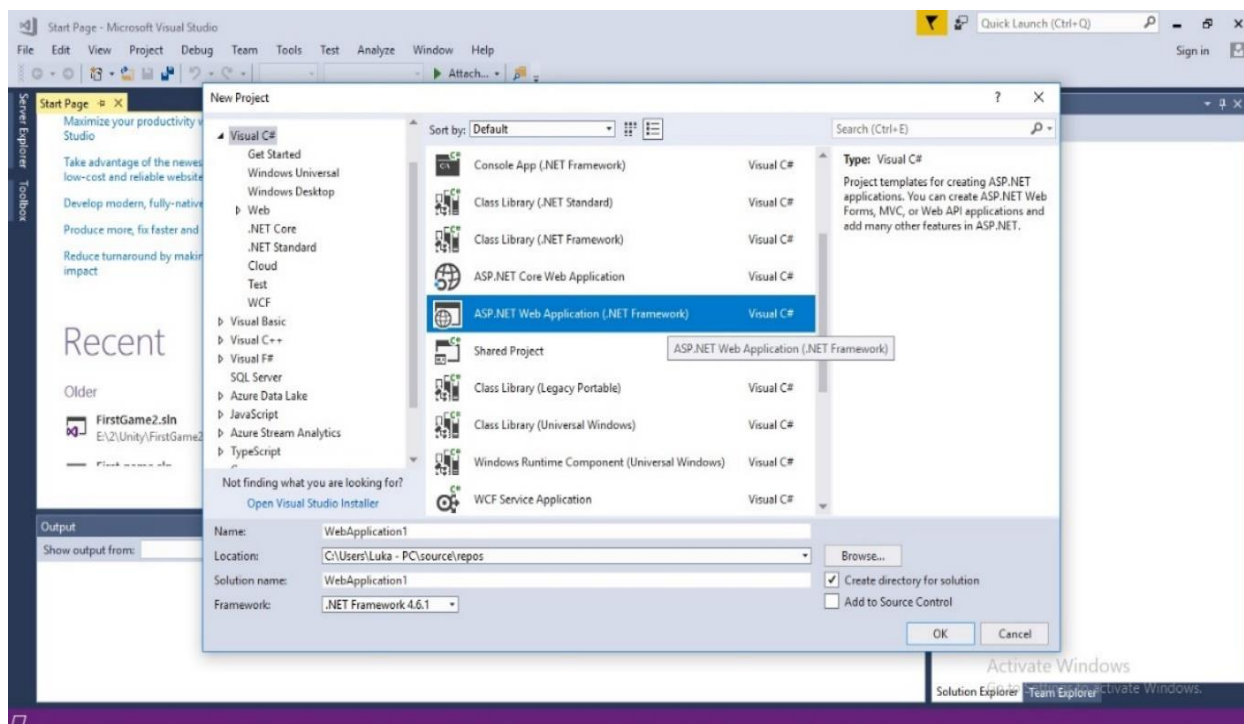 Start Page - Microsoft Visual Studio
Quick Launch (Ctrl+Q)
File Edit View Project Debug Team Tools Test Analyze Window Help
Sign in
Attach...
Server Explorer
Toolbox
Start Page
Maximize your productivity
Studio
Take advantage of the newes
low-cost and reliable website
Develop modern, fully-native
Produce more, fix faster and
Reduce turnaround by makin
impact
Recent
Older
FirstGame2.sln
E:\2\Unity\FirstGame2
New Project
? X
Visual C#
Get Started
Windows Universal
Windows Desktop
Web
.NET Core
.NET Standard
Cloud
Test
WCF
Visual Basic
Visual C++
Visual F#
SQL Server
Azure Data Lake
JavaScript
Azure Stream Analytics
TypeScript
Not finding what you are looking for?
Open Visual Studio Installer
Sort by: Default
Search (Ctrl+E)
Console App (.NET Framework) Visual C#
Class Library (.NET Standard) Visual C#
Class Library (.NET Framework) Visual C#
ASP.NET Core Web Application Visual C#
ASP.NET Web Application (.NET Framework) Visual C#
Shared Project
ASP.NET Web Application (.NET Framework)
Class Library (Legacy Portable) Visual C#
Class Library (Universal Windows) Visual C#
Windows Runtime Component (Universal Windows) Visual C#
WCF Service Application Visual C#
Type: Visual C#
Project templates for creating ASP.NET
applications. You can create ASP.NET Web
Forms, MVC, or Web API applications and
add many other features in ASP.NET.
Name: WebApplication1
Location: C:\Users\Luka - PC\source\repos
Browse...
Solution name: WebApplication1
Create directory for solution
Framework: .NET Framework 4.6.1
Add to Source Control
OK Cancel
Output
Show output from:
Activate Windows
Go to Settings to activate Windows.
Solution Explorer Team Explorer